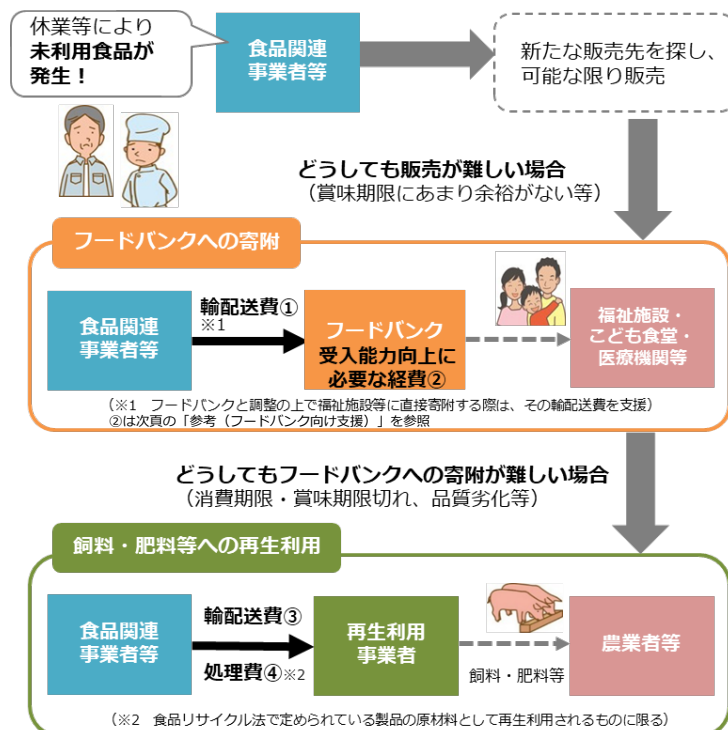 休業等により
未利用食品が
発生！
食品関連
事業者等
新たな販売先を探し、
可能な限り販売
どうしても販売が難しい場合
（賞味期限にあまり余裕がない等）
フードバンクへの寄附
食品関連
事業者等
輸配送費①
※1
フードバンク
受入能力向上に
必要な経費②
福祉施設・
こども食堂・
医療機関等
（※1　フードバンクと調整の上で福祉施設等に直接寄附する際は、その輸配送費を支援）
②は次頁の「参考（フードバンク向け支援）」を参照
どうしてもフードバンクへの寄附が難しい場合
（消費期限・賞味期限切れ、品質劣化等）
飼料・肥料等への再生利用
食品関連
事業者等
輸配送費③
処理費④※2
再生利用
事業者
飼料・肥料等
農業者等
（※2　食品リサイクル法で定められている製品の原材料として再生利用されるものに限る）